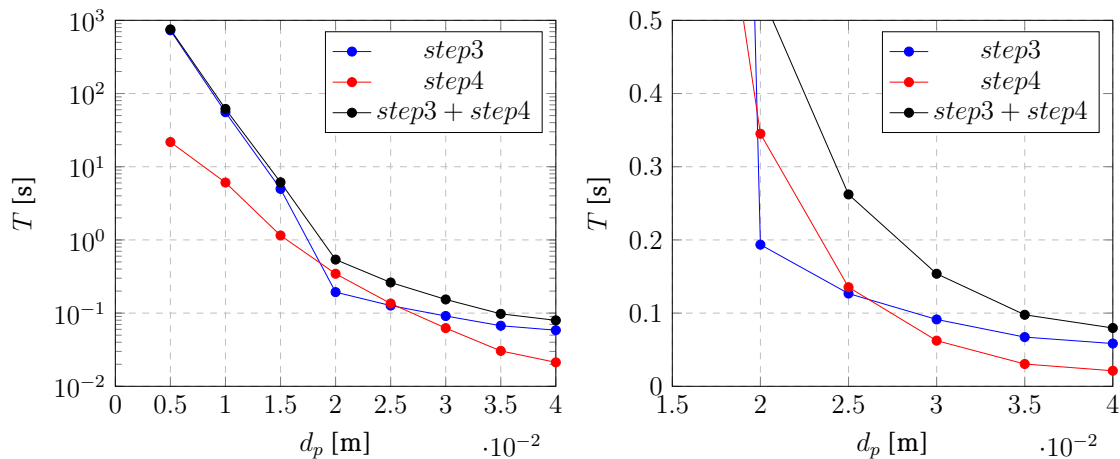 10^3
10^2
10^1
10^0
10^−1
10^−2
T [s]
0 0.5 1 1.5 2 2.5 3 3.5 4
d_p [m]
·10^−2
step3
step4
step3 + step4
0.5
0.4
0.3
0.2
0.1
0
T [s]
1.5 2 2.5 3 3.5 4
d_p [m]
·10^−2
step3
step4
step3 + step4